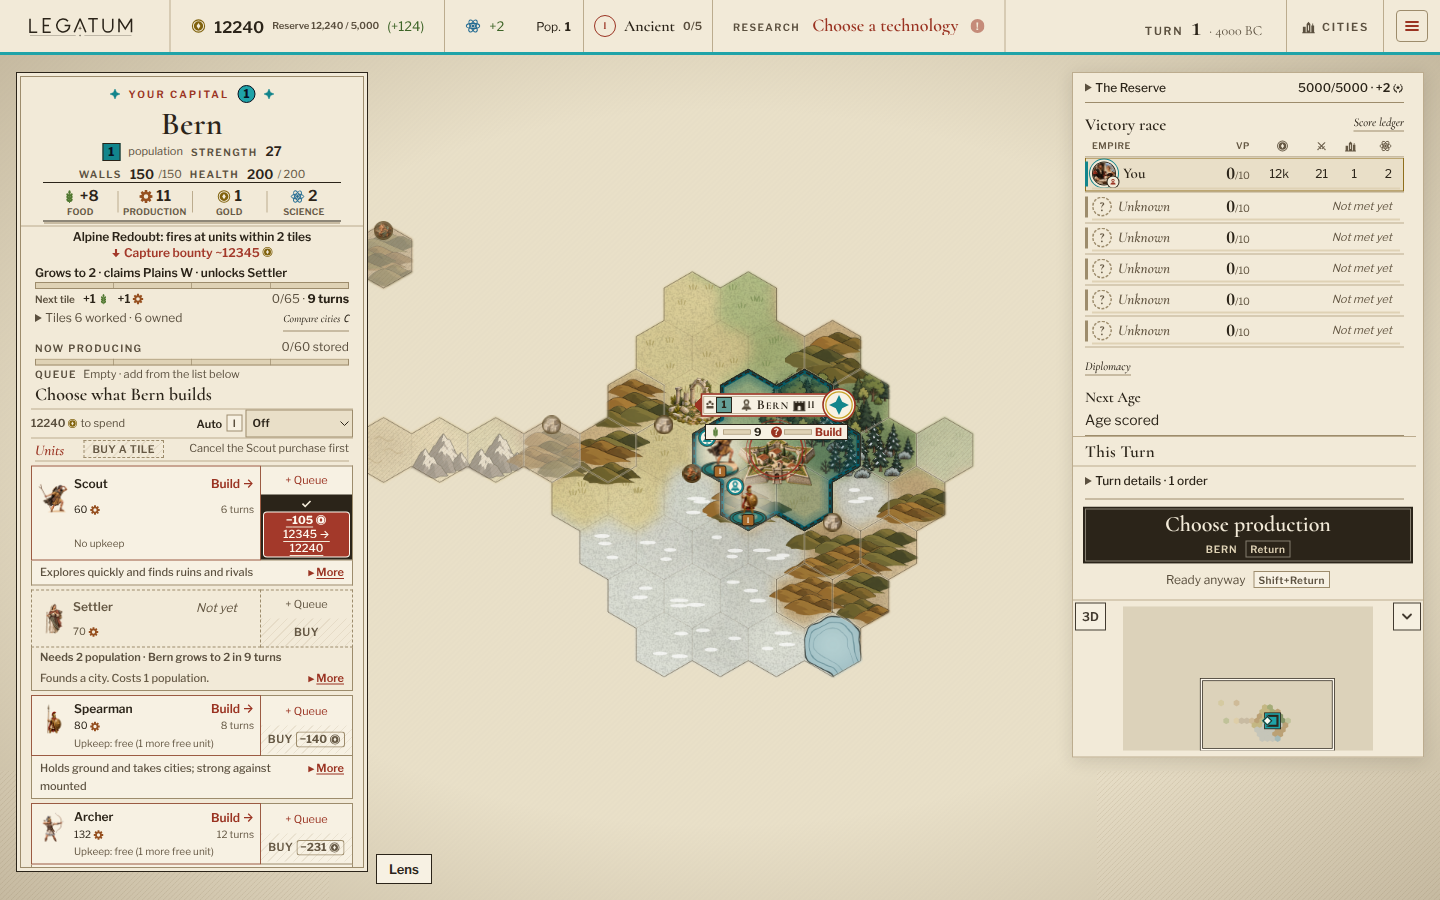 LEGATUM
12240 Reserve 12,240 / 5,000 (+124)
+2 Pop. 1
I Ancient 0/5
RESEARCH Choose a technology !
TURN 1 · 4000 BC
CITIES
YOUR CAPITAL 1
Bern
1 population STRENGTH 27
WALLS 150 /150 HEALTH 200 / 200
+8 11 1 2
FOOD PRODUCTION GOLD SCIENCE
Alpine Redoubt: fires at units within 2 tiles
Capture bounty ~12345
Grows to 2 · claims Plains W · unlocks Settler
Next tile +1 +1 0/65 · 9 turns
Tiles 6 worked · 6 owned Compare cities C
NOW PRODUCING 0/60 stored
QUEUE Empty · add from the list below
Choose what Bern builds
12240 to spend Auto I Off
Units BUY A TILE Cancel the Scout purchase first
Scout Build → + Queue
60 6 turns
−105
12345 →
12240
No upkeep
Explores quickly and finds ruins and rivals ▸ More
Settler Not yet + Queue
70 BUY
Needs 2 population · Bern grows to 2 in 9 turns
Founds a city. Costs 1 population. ▸ More
Spearman Build → + Queue
80 8 turns
Upkeep: free (1 more free unit) BUY −140
Holds ground and takes cities; strong against mounted ▸ More
Archer Build → + Queue
132 12 turns
Upkeep: free (1 more free unit) BUY −231
1 BERN II
9 ? Build
I
I
Lens
The Reserve 5000/5000 · +2
Victory race Score ledger
EMPIRE VP
You 0/10 12k 21 1 2
? Unknown 0/10 Not met yet
? Unknown 0/10 Not met yet
? Unknown 0/10 Not met yet
? Unknown 0/10 Not met yet
? Unknown 0/10 Not met yet
Diplomacy
Next Age
Age scored
This Turn
Turn details · 1 order
Choose production
BERN Return
Ready anyway Shift+Return
3D